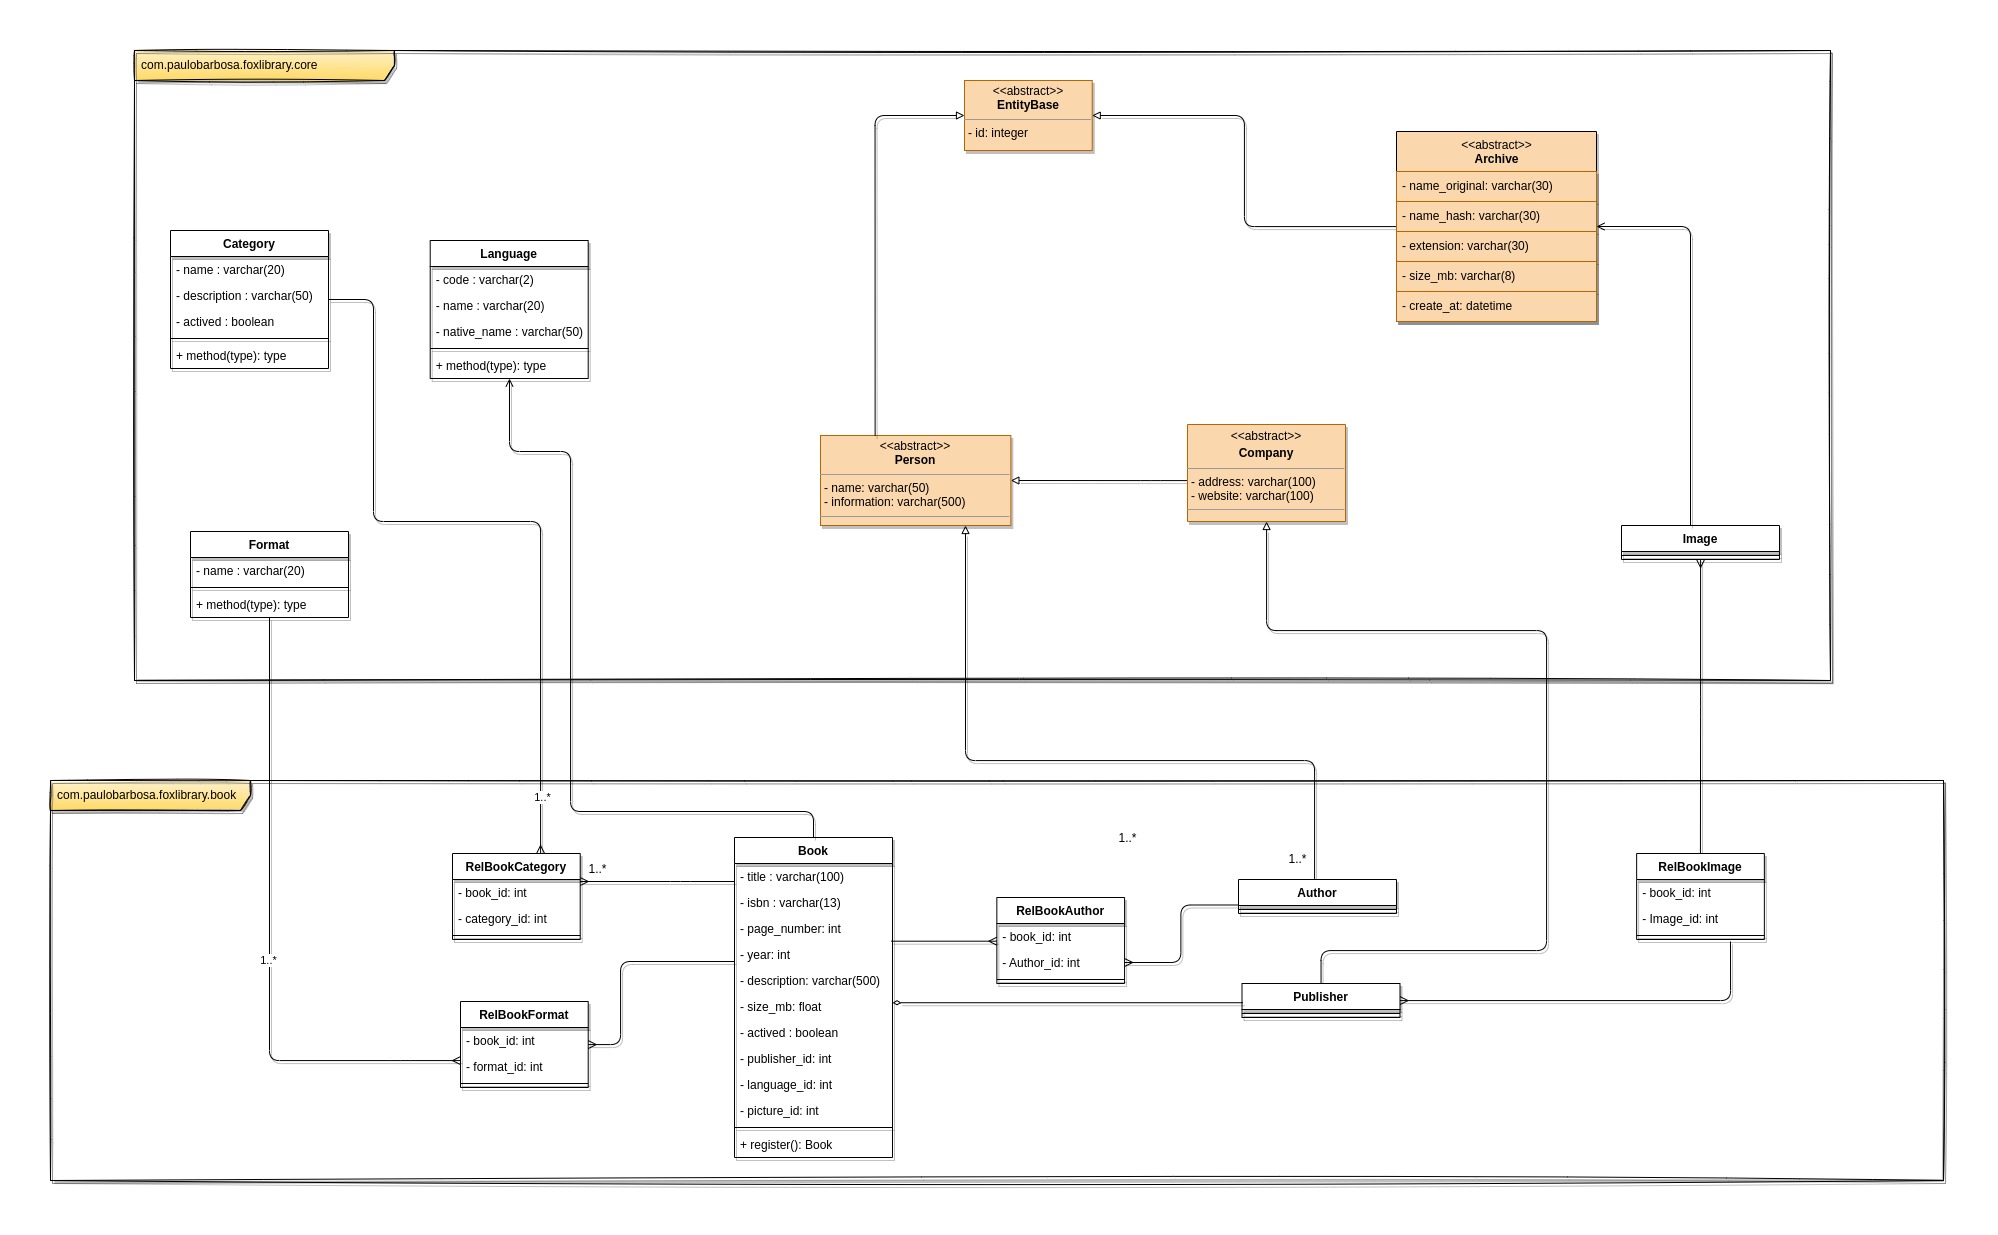 com.paulobarbosa.foxlibrary.core
<<abstract>>
EntityBase
- id: integer
<<abstract>>
Archive
- name_original: varchar(30)
- name_hash: varchar(30)
- extension: varchar(30)
- size_mb: varchar(8)
- create_at: datetime
Category
- name : varchar(20)
- description : varchar(50)
- actived : boolean
+ method(type): type
Language
- code : varchar(2)
- name : varchar(20)
- native_name : varchar(50)
+ method(type): type
<<abstract>>
Person
- name: varchar(50)
- information: varchar(500)
<<abstract>>
Company
- address: varchar(100)
- website: varchar(100)
Format
- name : varchar(20)
+ method(type): type
Image
com.paulobarbosa.foxlibrary.book
1..*
1..*
1..*
1..*
1..*
RelBookCategory
- book_id: int
- category_id: int
Book
- title : varchar(100)
- isbn : varchar(13)
- page_number: int
- year: int
- description: varchar(500)
- size_mb: float
- actived : boolean
- publisher_id: int
- language_id: int
- picture_id: int
+ register(): Book
RelBookAuthor
- book_id: int
- Author_id: int
Author
RelBookImage
- book_id: int
- Image_id: int
Publisher
RelBookFormat
- book_id: int
- format_id: int